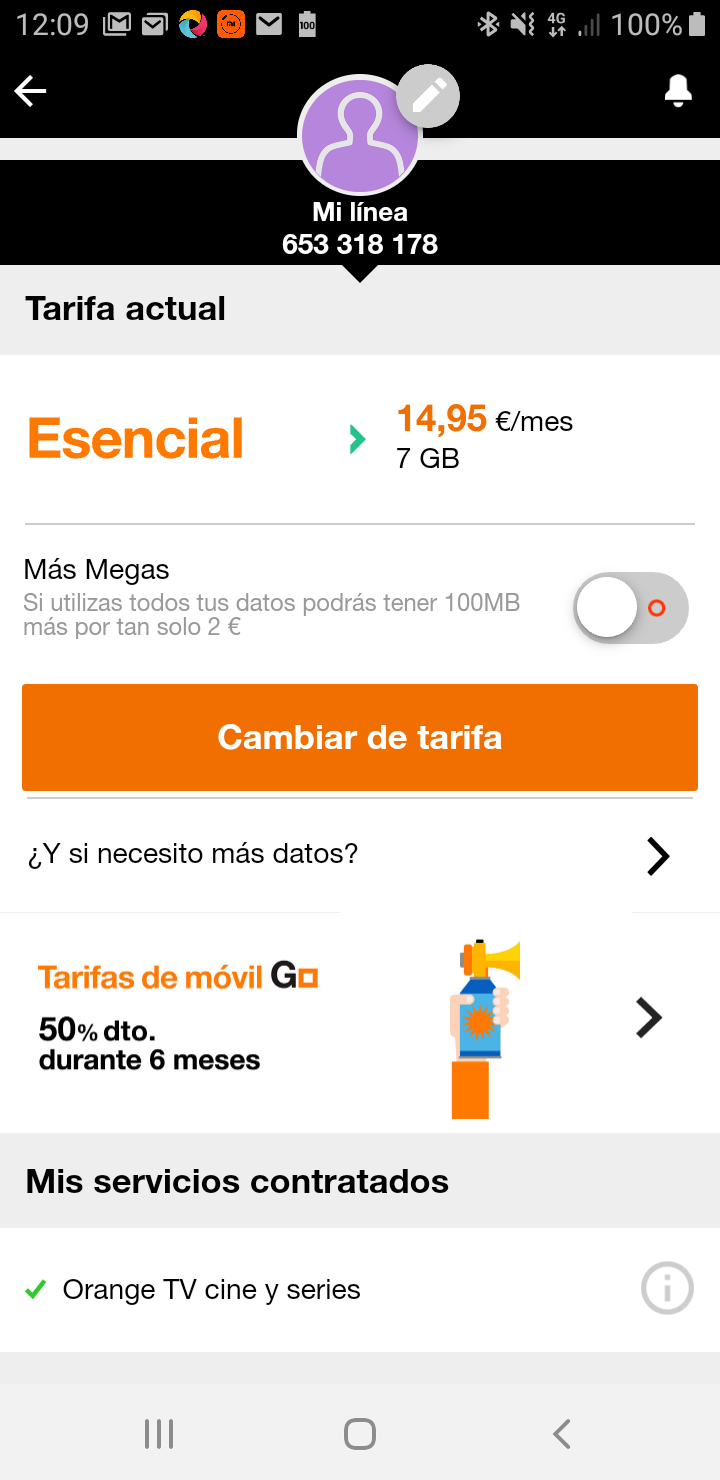 12:09 100 4G 100%
Mi línea
653 318 178
Tarifa actual
Esencial
14,95 €/mes
7 GB
Más Megas
Si utilizas todos tus datos podrás tener 100MB
más por tan solo 2 €
Cambiar de tarifa
¿Y si necesito más datos?
Tarifas de móvil Go
50% dto.
durante 6 meses
Mis servicios contratados
Orange TV cine y series